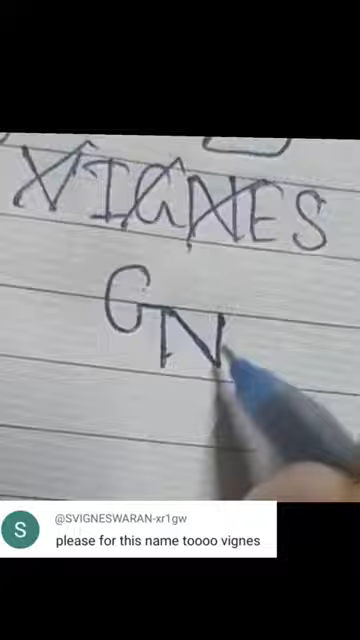 VIGNES
GN
S
@SVIGNESWARAN-xr1gw
please for this name toooo vignes